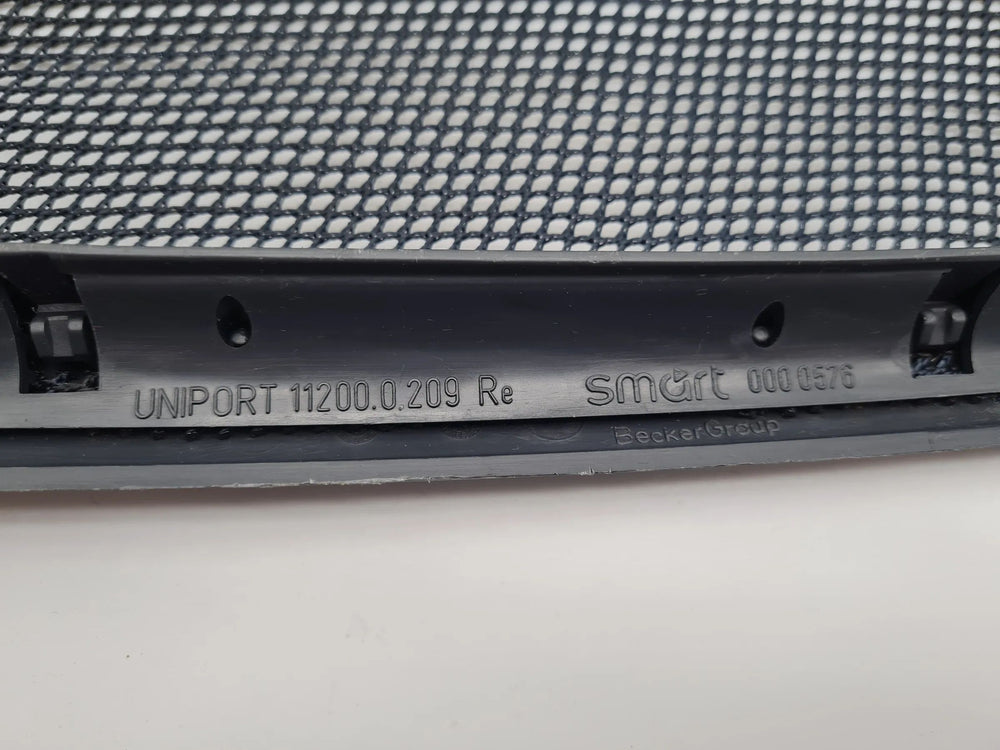 UNIPORT 11200.0.209 Re smart 000 0576
BeckerGroup